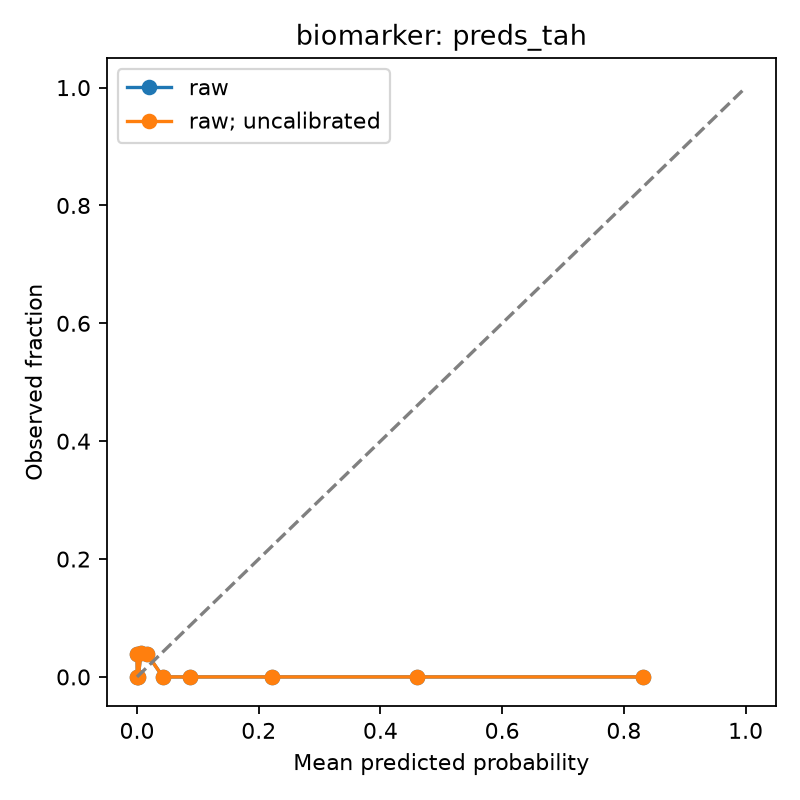 biomarker: preds_tah
raw
raw; uncalibrated
Observed fraction
1.0
0.8
0.6
0.4
0.2
0.0
0.0 0.2 0.4 0.6 0.8 1.0
Mean predicted probability